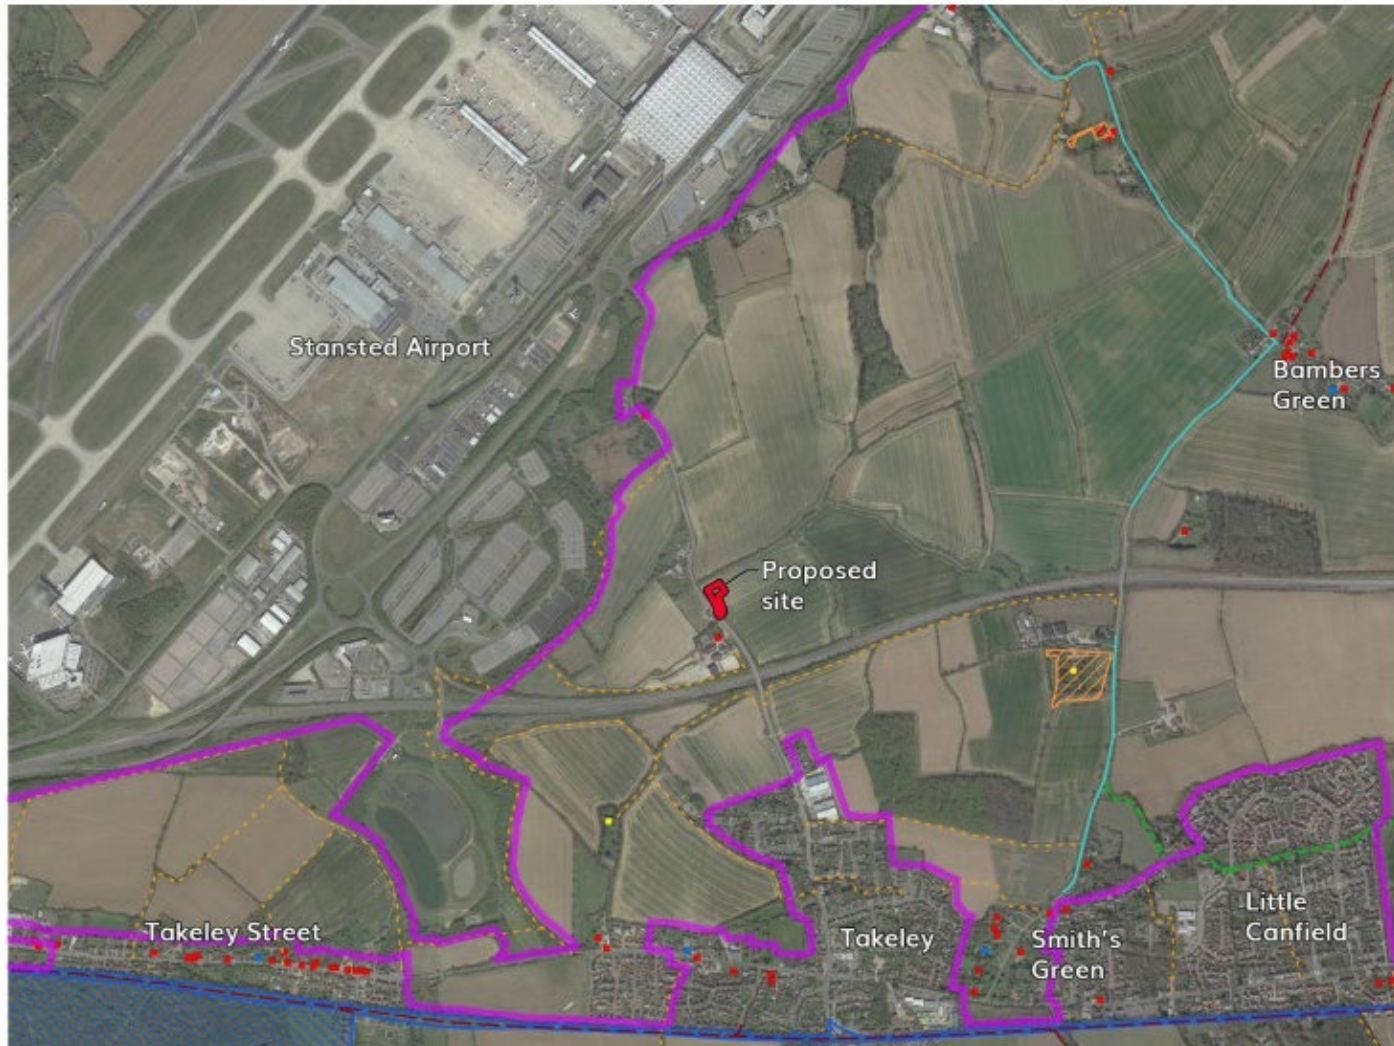 Stansted Airport
Bambers
Green
Proposed
site
Takeley Street
Takeley
Smith's
Green
Little
Canfield